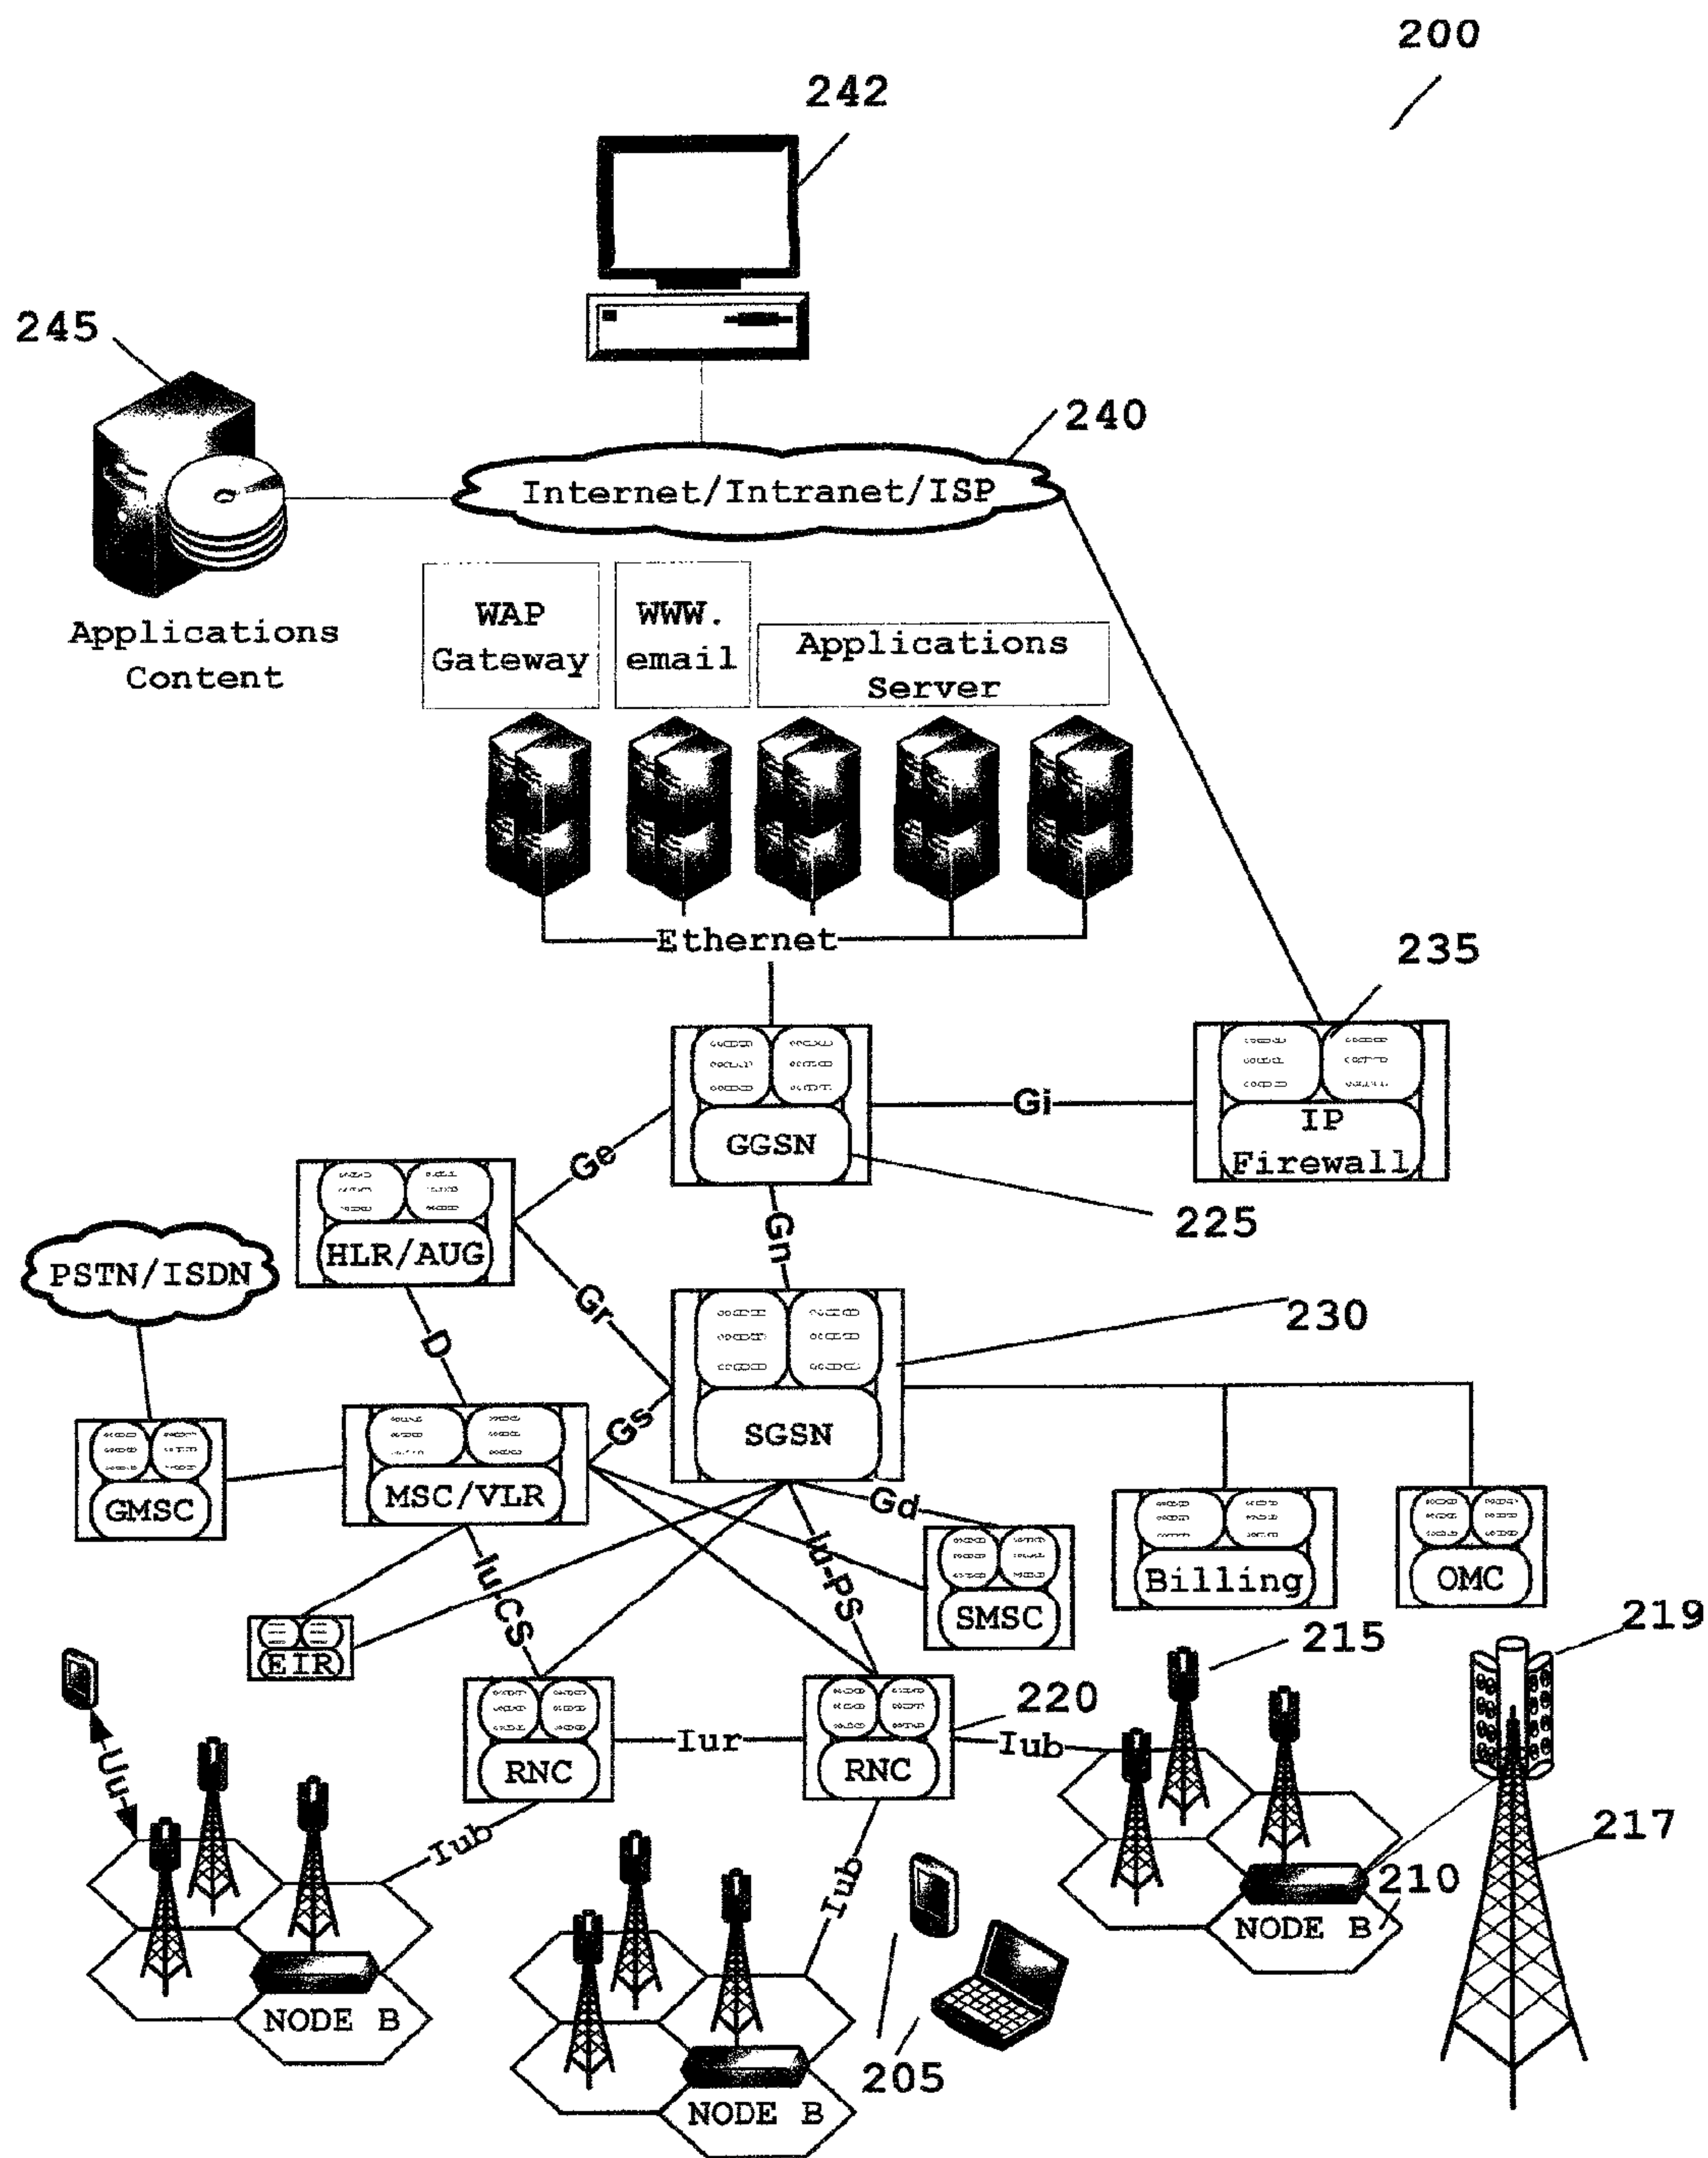 200
242
245
240
Internet/Intranet/ISP
Applications
Content
WAP
Gateway
WWW.
email
Applications
Server
Ethernet
235
GGSN
Gi
IP
Firewall
Ge
225
HLR/AUG
Gn
PSTN/ISDN
Gr
230
D
SGSN
Gs
GMSC
MSC/VLR
Gd
Billing
OMC
Iu-CS
Iu-PS
SMSC
EIR
215
219
220
RNC
Iur
RNC
Iub
Uu
Iub
Iub
217
210
NODE B
NODE B
205
NODE B